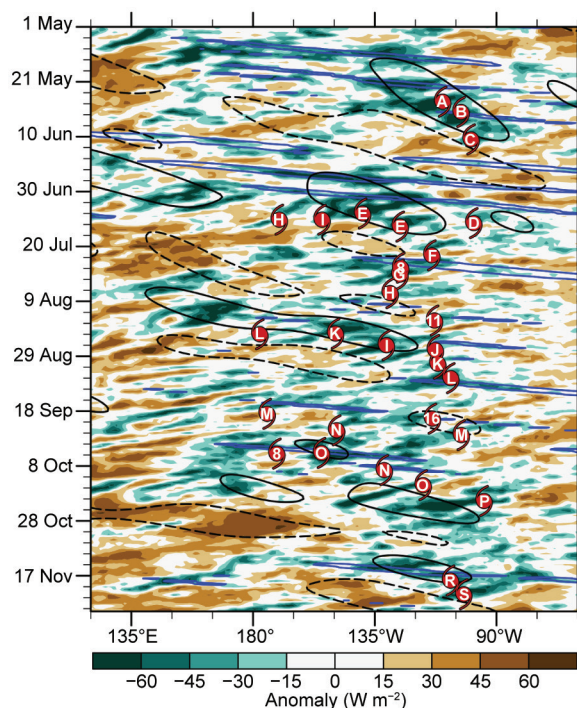 1 May
21 May
A
B
10 Jun
C
30 Jun
H I E E D
20 Jul
F
8
G
H
9 Aug
11
L K I J
29 Aug
K
L
18 Sep
M 16
N M
8 O
8 Oct
N
O
P
28 Oct
17 Nov
R
S
135°E 180° 135°W 90°W
−60 −45 −30 −15 15 30 45 60
Anomaly (W m−2)